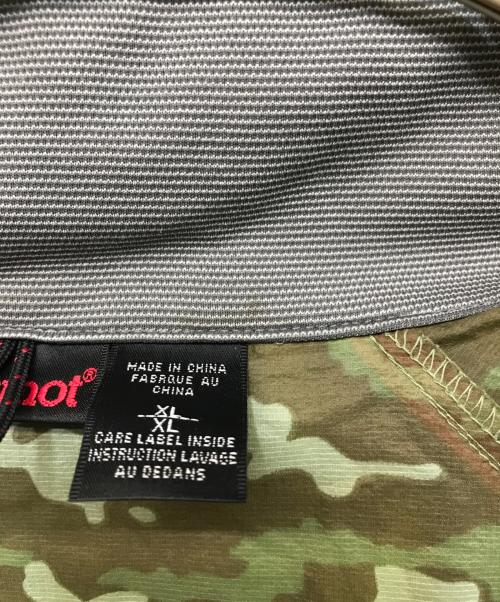 mot®
MADE IN CHINA
FABRQUE AU
CHINA
XL
XL
CARE LABEL INSIDE
INSTRUCTION LAVAGE
AU DEDANS